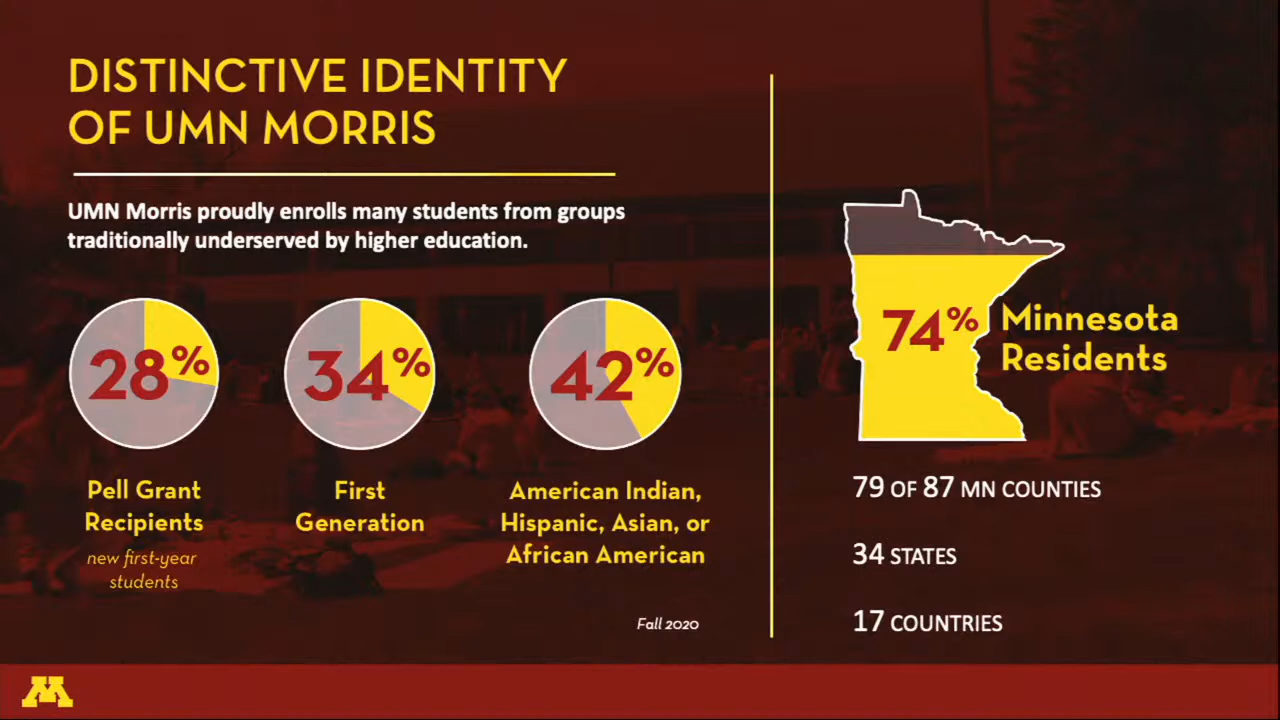 DISTINCTIVE IDENTITY
OF UMN MORRIS
UMN Morris proudly enrolls many students from groups
traditionally underserved by higher education.
28%
Pell Grant
Recipients
new first-year
students
34%
First
Generation
42%
American Indian,
Hispanic, Asian, or
African American
Fall 2020
74%
Minnesota
Residents
79 OF 87 MN COUNTIES
34 STATES
17 COUNTRIES
M